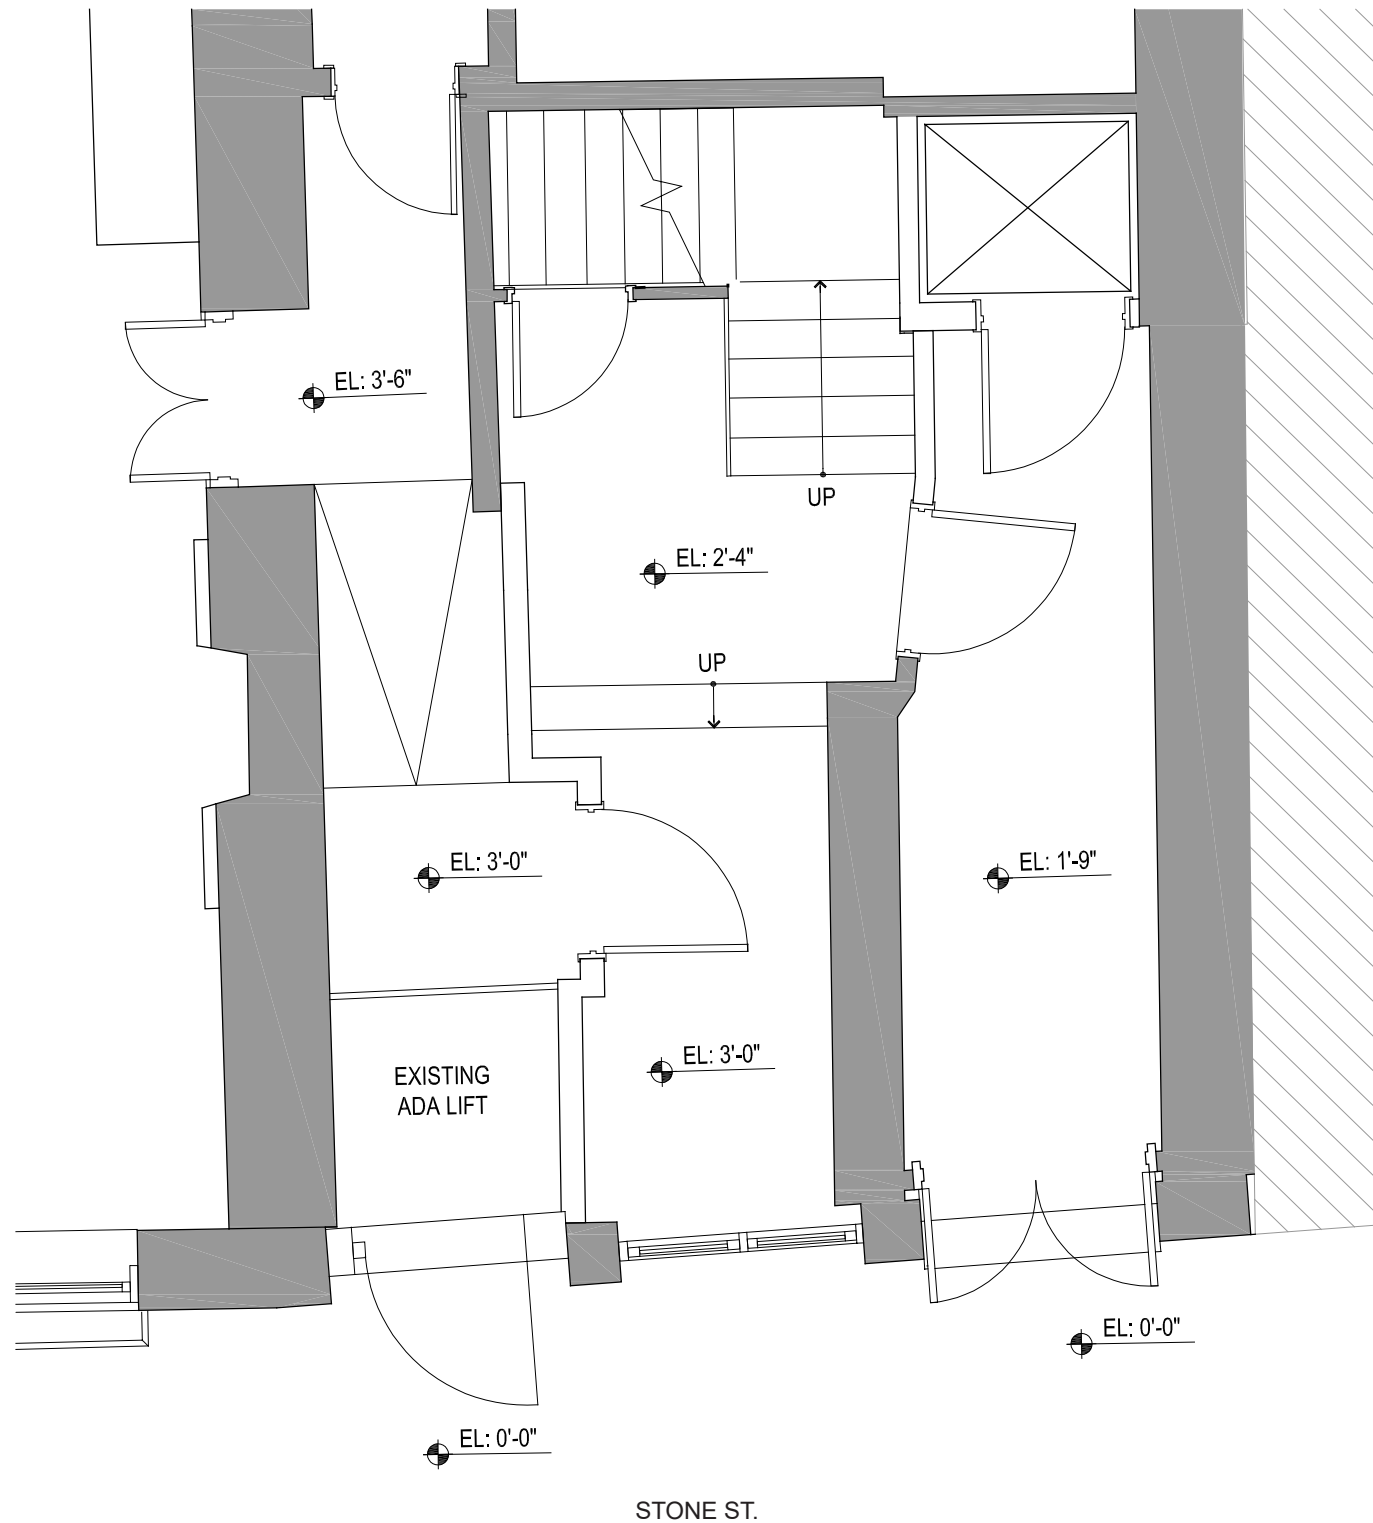 EL: 3'-6"
UP
EL: 2'-4"
UP
EL: 3'-0"
EL: 1'-9"
EL: 3'-0"
EXISTING
ADA LIFT
EL: 0'-0"
EL: 0'-0"
STONE ST.